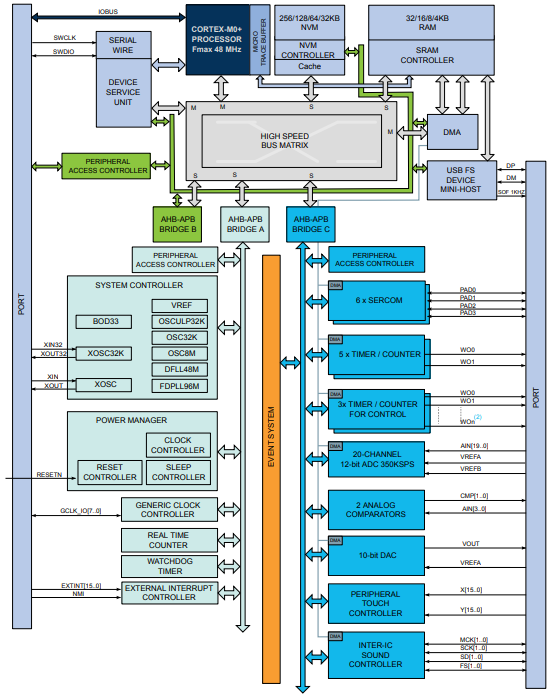 IOBUS
CORTEX-M0+
PROCESSOR
Fmax 48 MHz
MICRO
TRACE BUFFER
256/128/64/32KB
NVM
NVM
CONTROLLER
Cache
32/16/8/4KB
RAM
SRAM
CONTROLLER
SWCLK
SWDIO
SERIAL
WIRE
DEVICE
SERVICE
UNIT
M
M
S
S
M
HIGH SPEED
BUS MATRIX
S
S
S
DMA
PERIPHERAL
ACCESS CONTROLLER
USB FS
DEVICE
MINI-HOST
DP
DM
SOF 1KHZ
AHB-APB
BRIDGE B
AHB-APB
BRIDGE A
AHB-APB
BRIDGE C
PORT
PERIPHERAL
ACCESS CONTROLLER
SYSTEM CONTROLLER
VREF
BOD33
OSCULP32K
OSC32K
XIN32
XOUT32
XOSC32K
OSC8M
DFLL48M
XIN
XOUT
XOSC
FDPLL96M
POWER MANAGER
CLOCK
CONTROLLER
RESETN
RESET
CONTROLLER
SLEEP
CONTROLLER
GCLK_IO[7..0]
GENERIC CLOCK
CONTROLLER
REAL TIME
COUNTER
WATCHDOG
TIMER
EXTINT[15..0]
NMI
EXTERNAL INTERRUPT
CONTROLLER
EVENT SYSTEM
PERIPHERAL
ACCESS CONTROLLER
DMA
6 x SERCOM
PAD0
PAD1
PAD2
PAD3
DMA
5 x TIMER / COUNTER
WO0
WO1
DMA
3x TIMER / COUNTER
FOR CONTROL
WO0
WO1
(2)
WOn
DMA
20-CHANNEL
12-bit ADC 350KSPS
AIN[19..0]
VREFA
VREFB
2 ANALOG
COMPARATORS
CMP[1..0]
AIN[3..0]
DMA
10-bit DAC
VOUT
VREFA
PERIPHERAL
TOUCH
CONTROLLER
X[15..0]
Y[15..0]
DMA
INTER-IC
SOUND
CONTROLLER
MCK[1..0]
SCK[1..0]
SD[1..0]
FS[1..0]
PORT